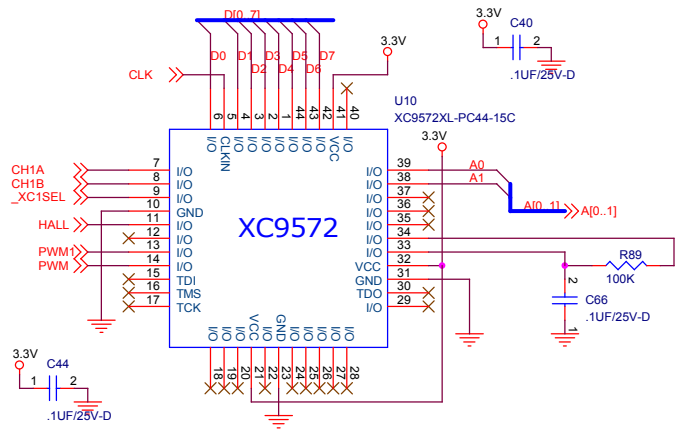 D[0..7]
D0
D1
D2
D3
D4
D5
D6
D7
CLK
3.3V
3.3V
C40
1
2
.1UF/25V-D
U10
XC9572XL-PC44-15C
3.3V
6
5
4
3
2
1
44
43
42
41
40
I/O
CLKIN
I/O
I/O
I/O
I/O
I/O
I/O
I/O
VCC
I/O
CH1A
7
I/O
CH1B
8
I/O
_XC1SEL
9
I/O
10
GND
HALL
11
I/O
12
I/O
PWM1
13
I/O
PWM
14
I/O
15
TDI
16
TMS
17
TCK
XC9572
I/O
39
A0
I/O
38
A1
I/O
37
I/O
36
A[0..1]
A[0..1]
I/O
35
I/O
34
I/O
33
VCC
32
GND
31
TDO
30
I/O
29
R89
100K
2
C66
.1UF/25V-D
1
I/O
I/O
I/O
VCC
I/O
GND
I/O
I/O
I/O
I/O
I/O
18
19
20
21
22
23
24
25
26
27
28
3.3V
C44
1
2
.1UF/25V-D